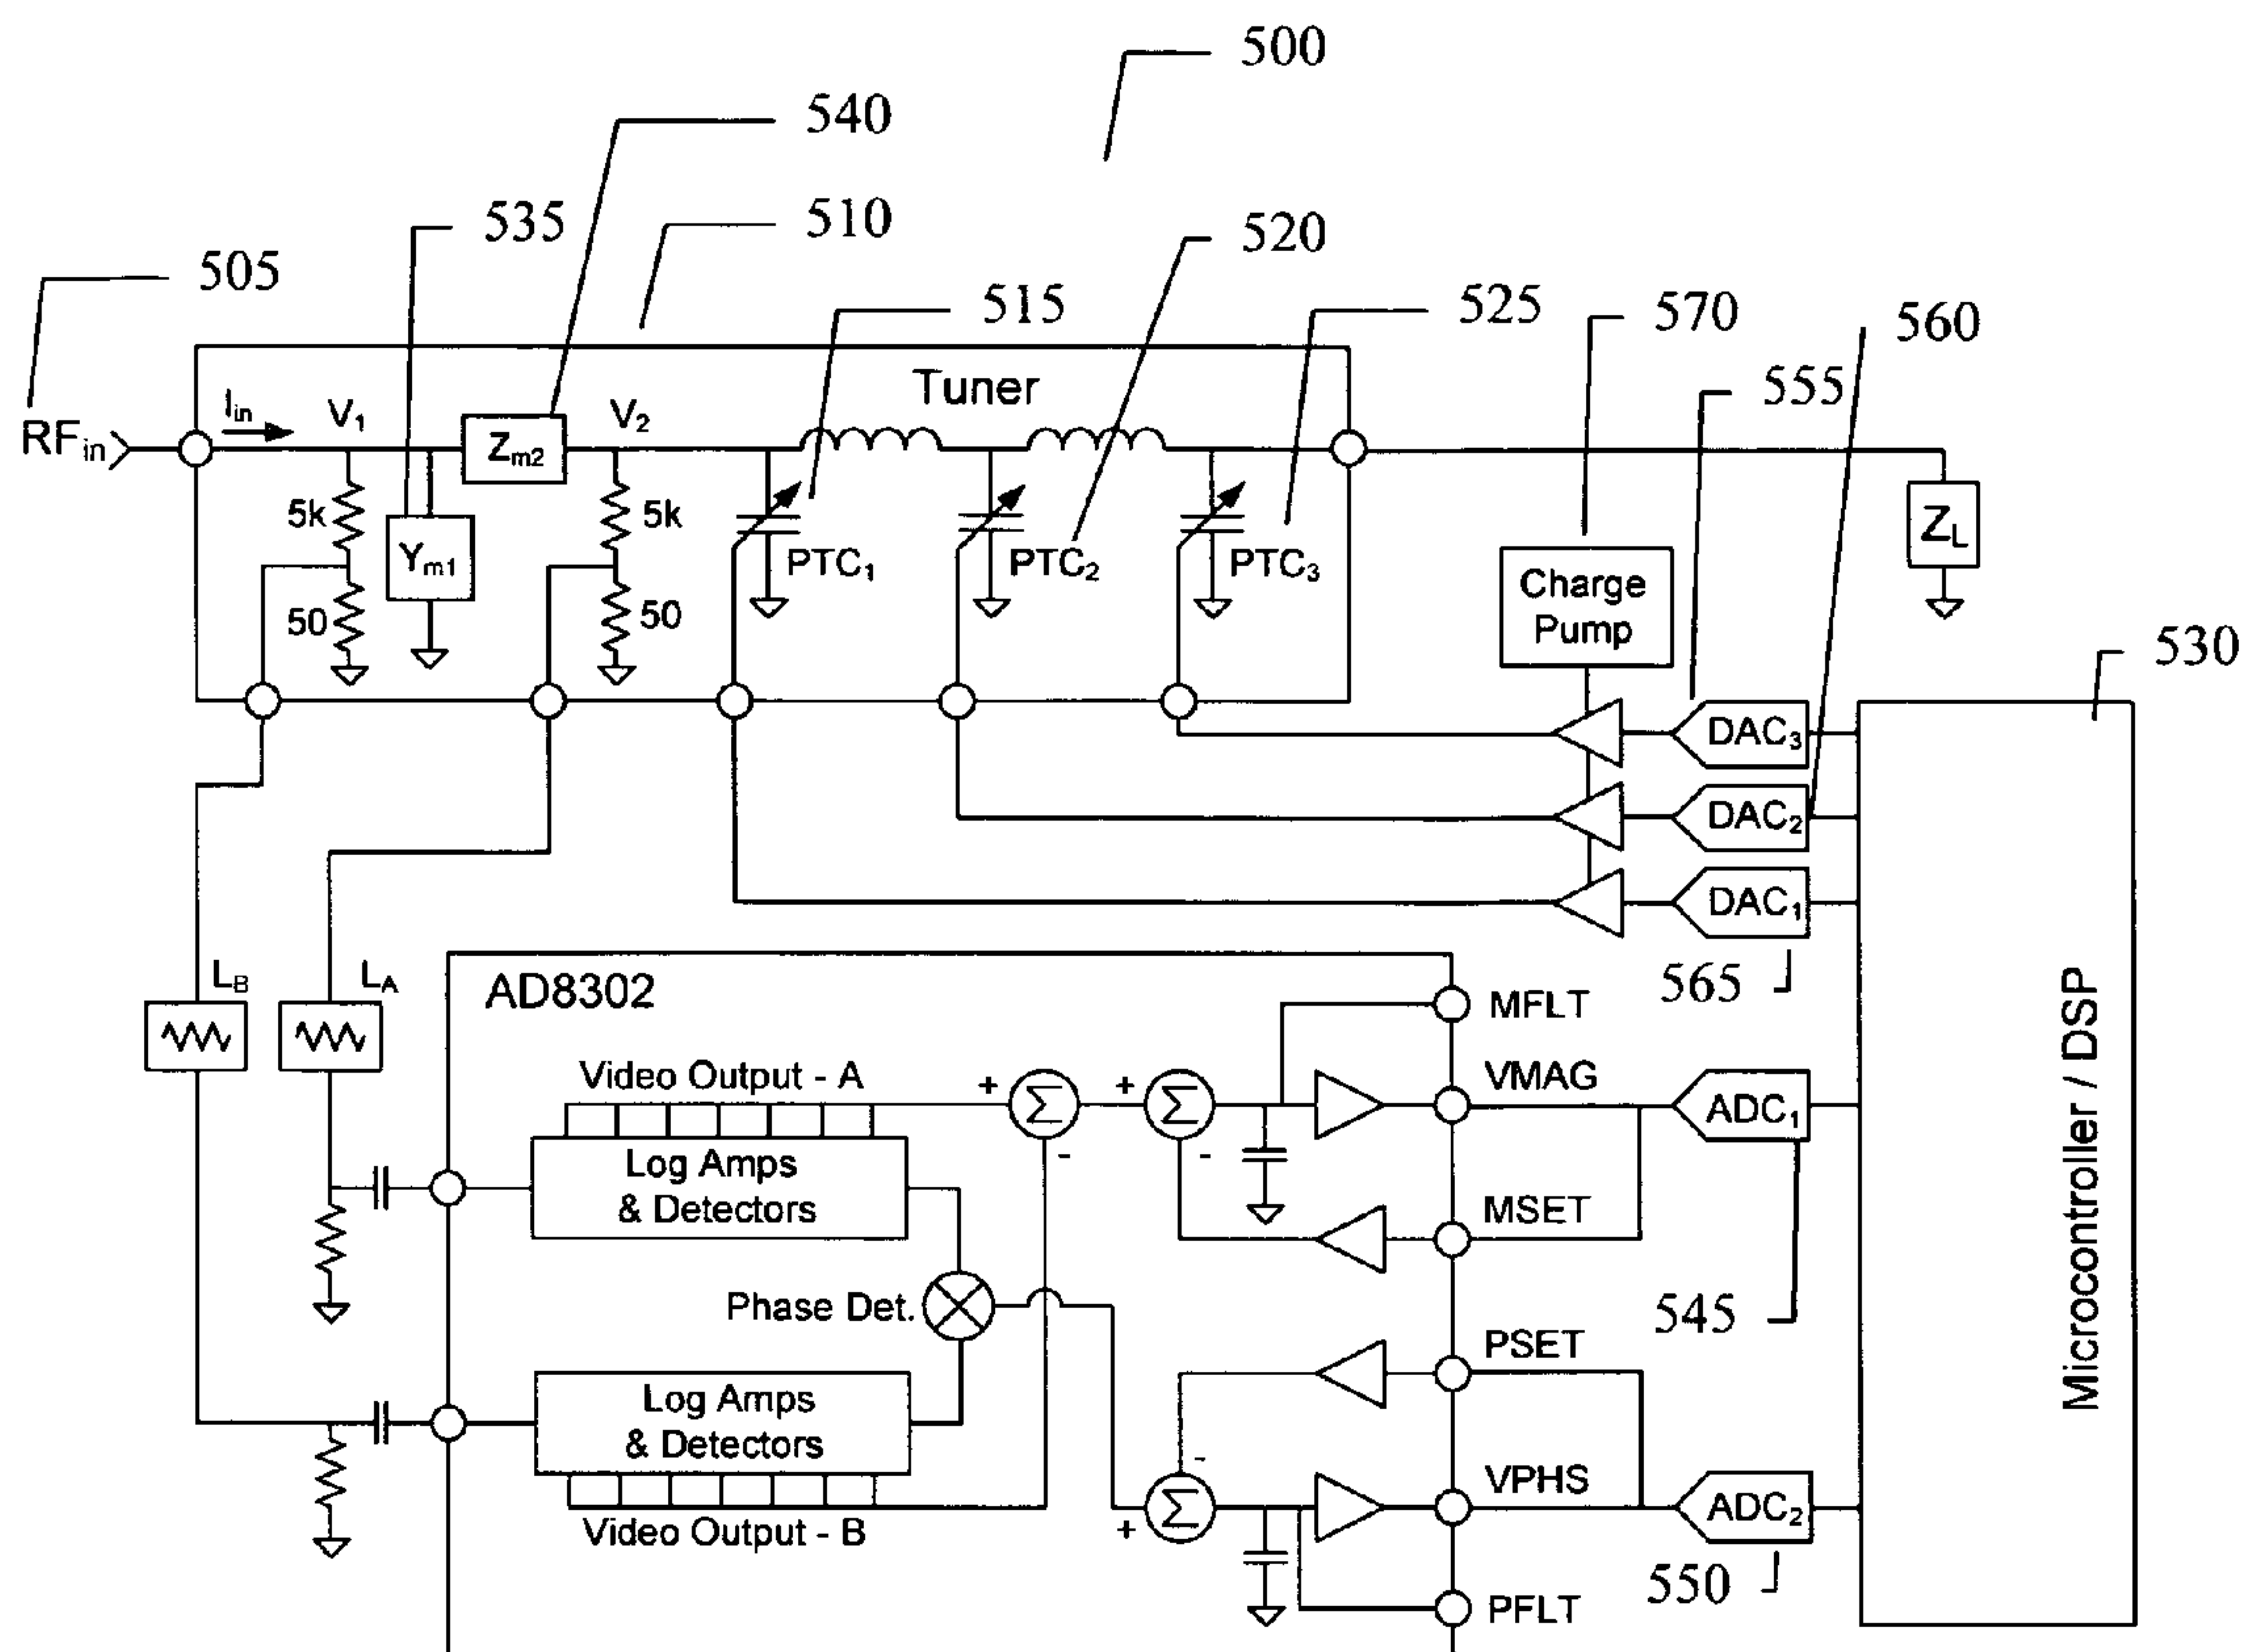 500
540
510
535
520
505
515
525
570
560
555
Tuner
RFin
Iin
V1
Zm2
V2
5k
Ym1
50
5k
50
PTC1
PTC2
PTC3
ZL
Charge
Pump
530
DAC3
DAC2
DAC1
565
LB
LA
AD8302
MFLT
Video Output - A
+
Σ
-
+
Σ
-
VMAG
ADC1
Log Amps
& Detectors
MSET
545
Phase Det.
PSET
Log Amps
& Detectors
Video Output - B
-
+
Σ
VPHS
ADC2
550
PFLT
Microcontroller / DSP